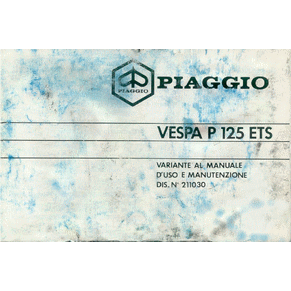 PIAGGIO
PIAGGIO
VESPA P 125 ETS
VARIANTE AL MANUALE
D'USO E MANUTENZIONE
DIS. N° 211030